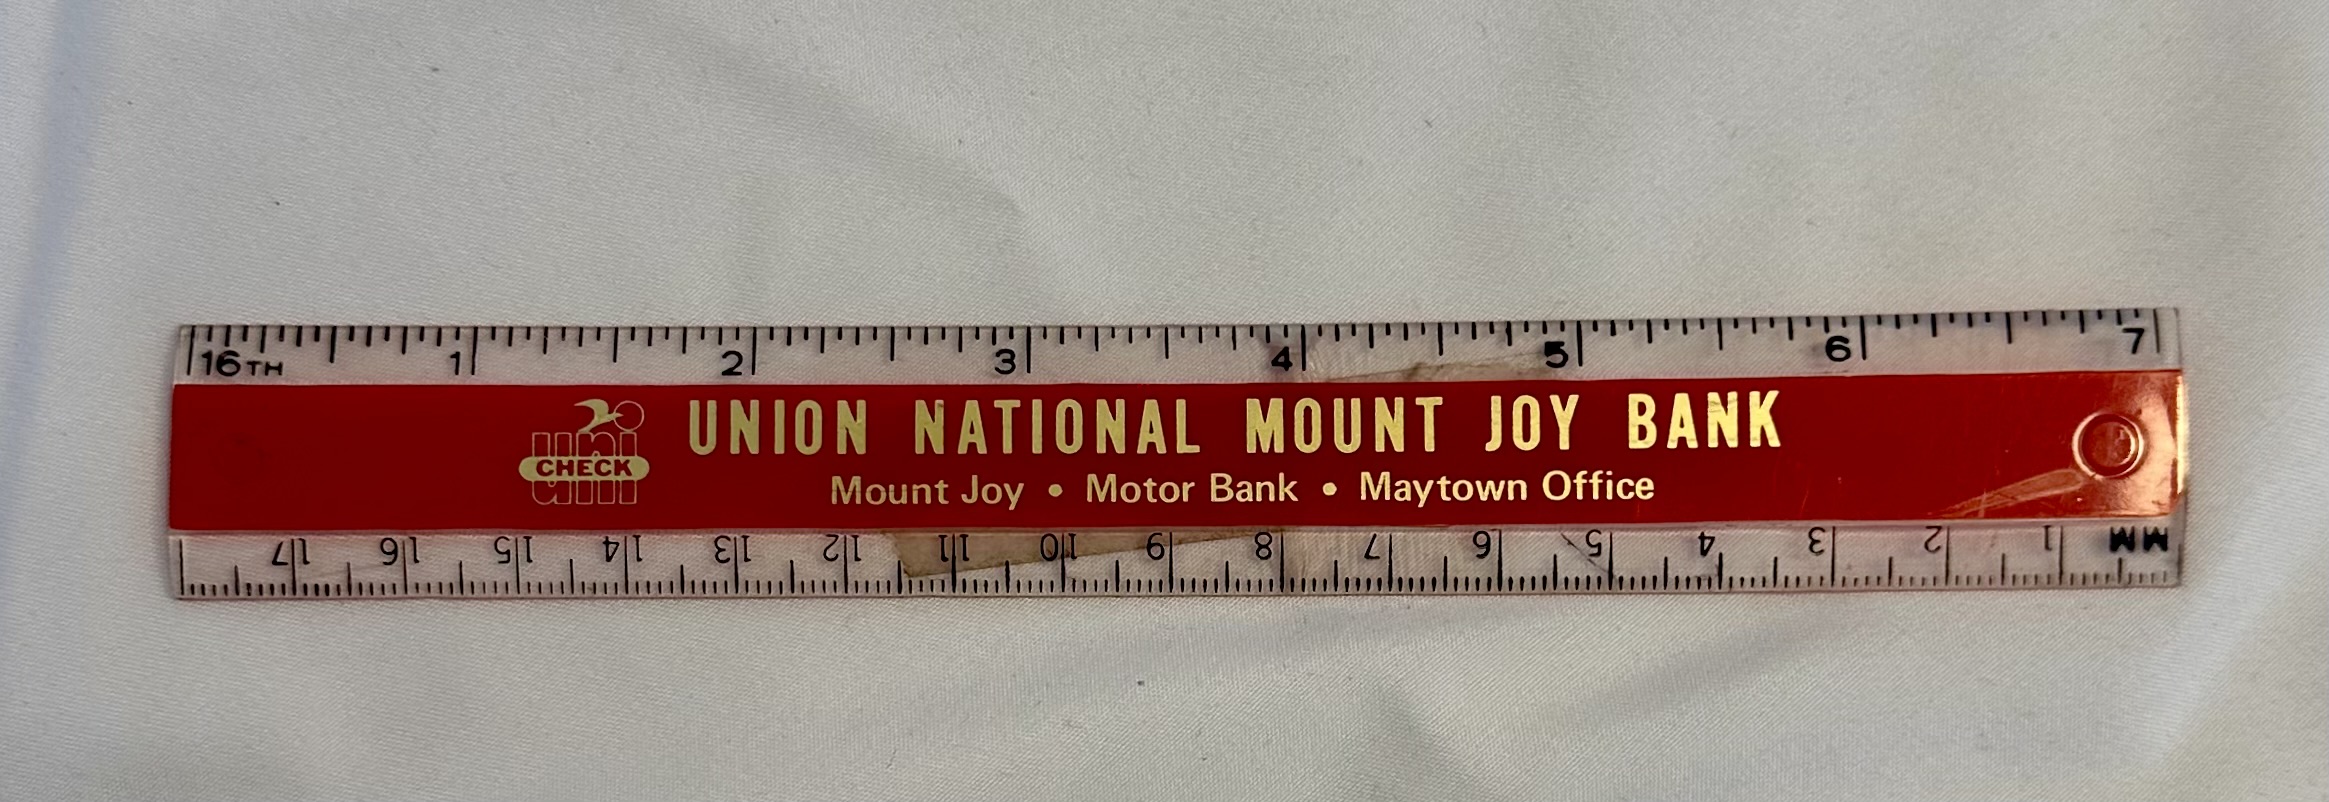 16TH 1 2 3 4 5 6 7
uni
CHECK
uni
UNION NATIONAL MOUNT JOY BANK
Mount Joy • Motor Bank • Maytown Office
MM 1 2 3 4 5 6 7 8 9 10 11 12 13 14 15 16 17